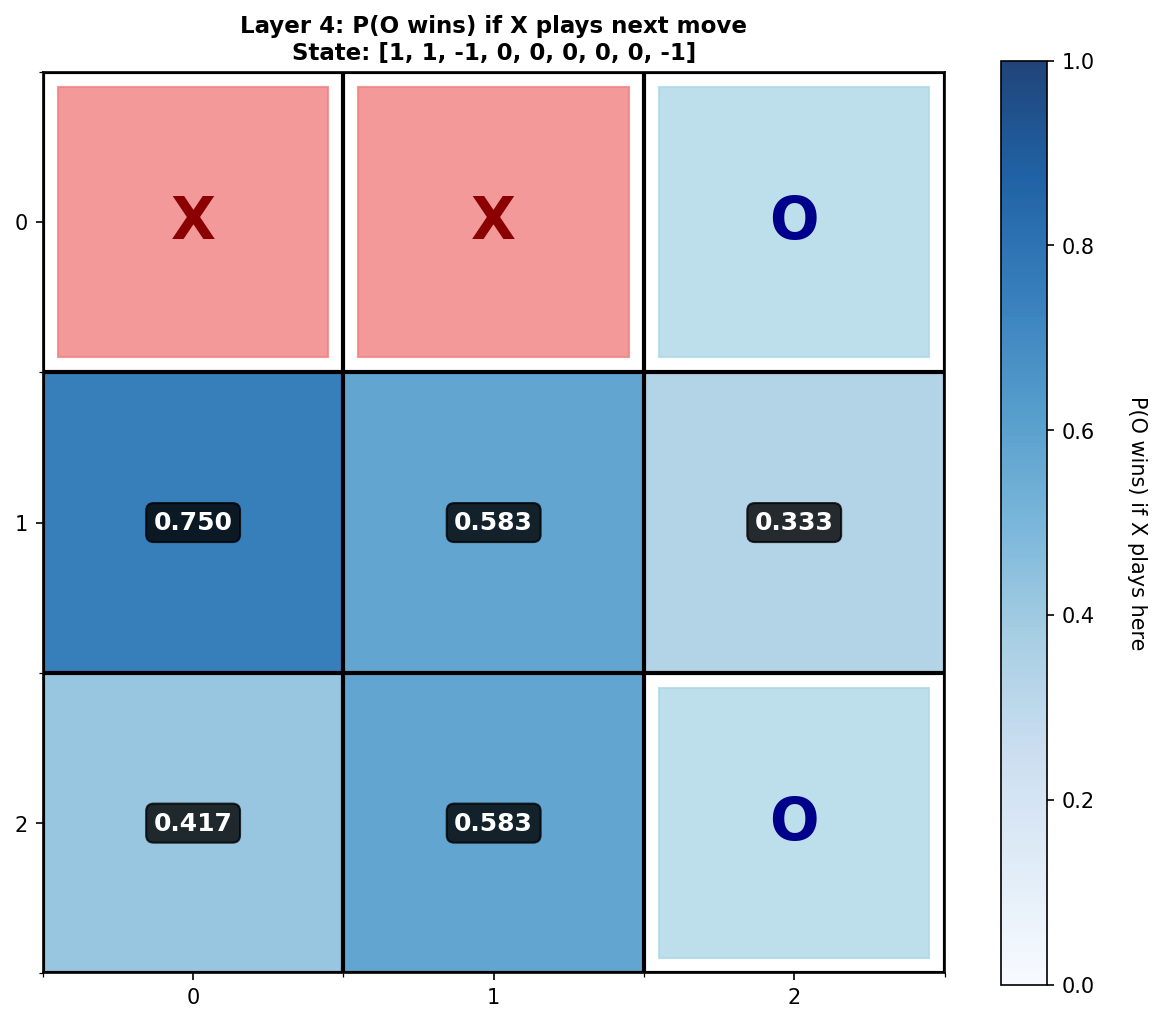 Layer 4: P(O wins) if X plays next move
State: [1, 1, -1, 0, 0, 0, 0, 0, -1]
0
X
X
O
1
0.750
0.583
0.333
2
0.417
0.583
O
0
1
2
1.0
0.8
0.6
0.4
0.2
0.0
P(O wins) if X plays here